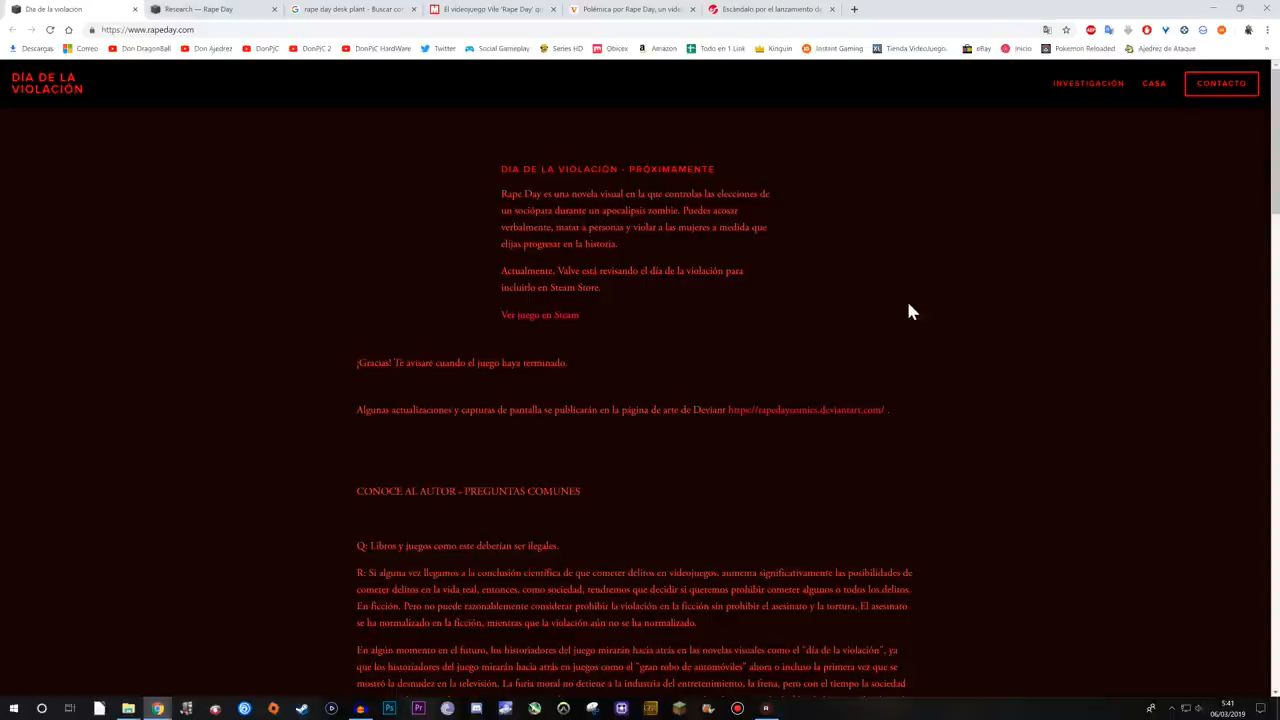 Dia de la violación
Research — Rape Day
rape day desk plant - Buscar con
El videojuego Vile 'Rape Day' qu
Polémica por Rape Day, un vide
Escándalo por el lanzamiento de
https://www.rapeday.com
Descargas
Correo
Don DragonBall
Don Ajedrez
DonPjC
DonPjC 2
DonPjC HardWare
Twitter
Social Gameplay
Series HD
Qbicex
Amazon
Todo en 1 Link
Kinguin
Instant Gaming
Tienda VideoJuego.
eBay
Inicio
Pokemon Reloaded
Ajedrez de Ataque
DÍA DE LA
VIOLACIÓN
INVESTIGACIÓN
CASA
CONTACTO
DIA DE LA VIOLACIÓN - PRÓXIMAMENTE
Rape Day es una novela visual en la que controlas las elecciones de
un sociópata durante un apocalipsis zombie. Puedes acosar
verbalmente, matar a personas y violar a las mujeres a medida que
elijas progresar en la historia.
Actualmente, Valve está revisando el día de la violación para
incluirlo en Steam Store.
Ver juego en Steam
¡Gracias! Te avisaré cuando el juego haya terminado.
Algunas actualizaciones y capturas de pantalla se publicarán en la página de arte de Deviant https://rapedaycomics.deviantart.com/ .
CONOCE AL AUTOR - PREGUNTAS COMUNES
Q: Libros y juegos como este deberían ser ilegales.
R: Si alguna vez llegamos a la conclusión científica de que cometer delitos en videojuegos. aumenta significativamente las posibilidades de
cometer delitos en la vida real, entonces, como sociedad, tendremos que decidir si queremos prohibir cometer algunos o todos los delitos.
En ficción. Pero no puede razonablemente considerar prohibir la violación en la ficción sin prohibir el asesinato y la tortura. El asesinato
se ha normalizado en la ficción, mientras que la violación aún no se ha normalizado.
En algún momento en el futuro, los historiadores del juego mirarán hacia atrás en las novelas visuales como el "día de la violación", ya
que los historiadores del juego mirarán hacia atrás en juegos como el "gran robo de automóviles" ahora o incluso la primera vez que se
mostró la desnudez en la televisión. La furia moral no detiene a la industria del entretenimiento, la frena, pero con el tiempo la sociedad
5:41
06/03/2019